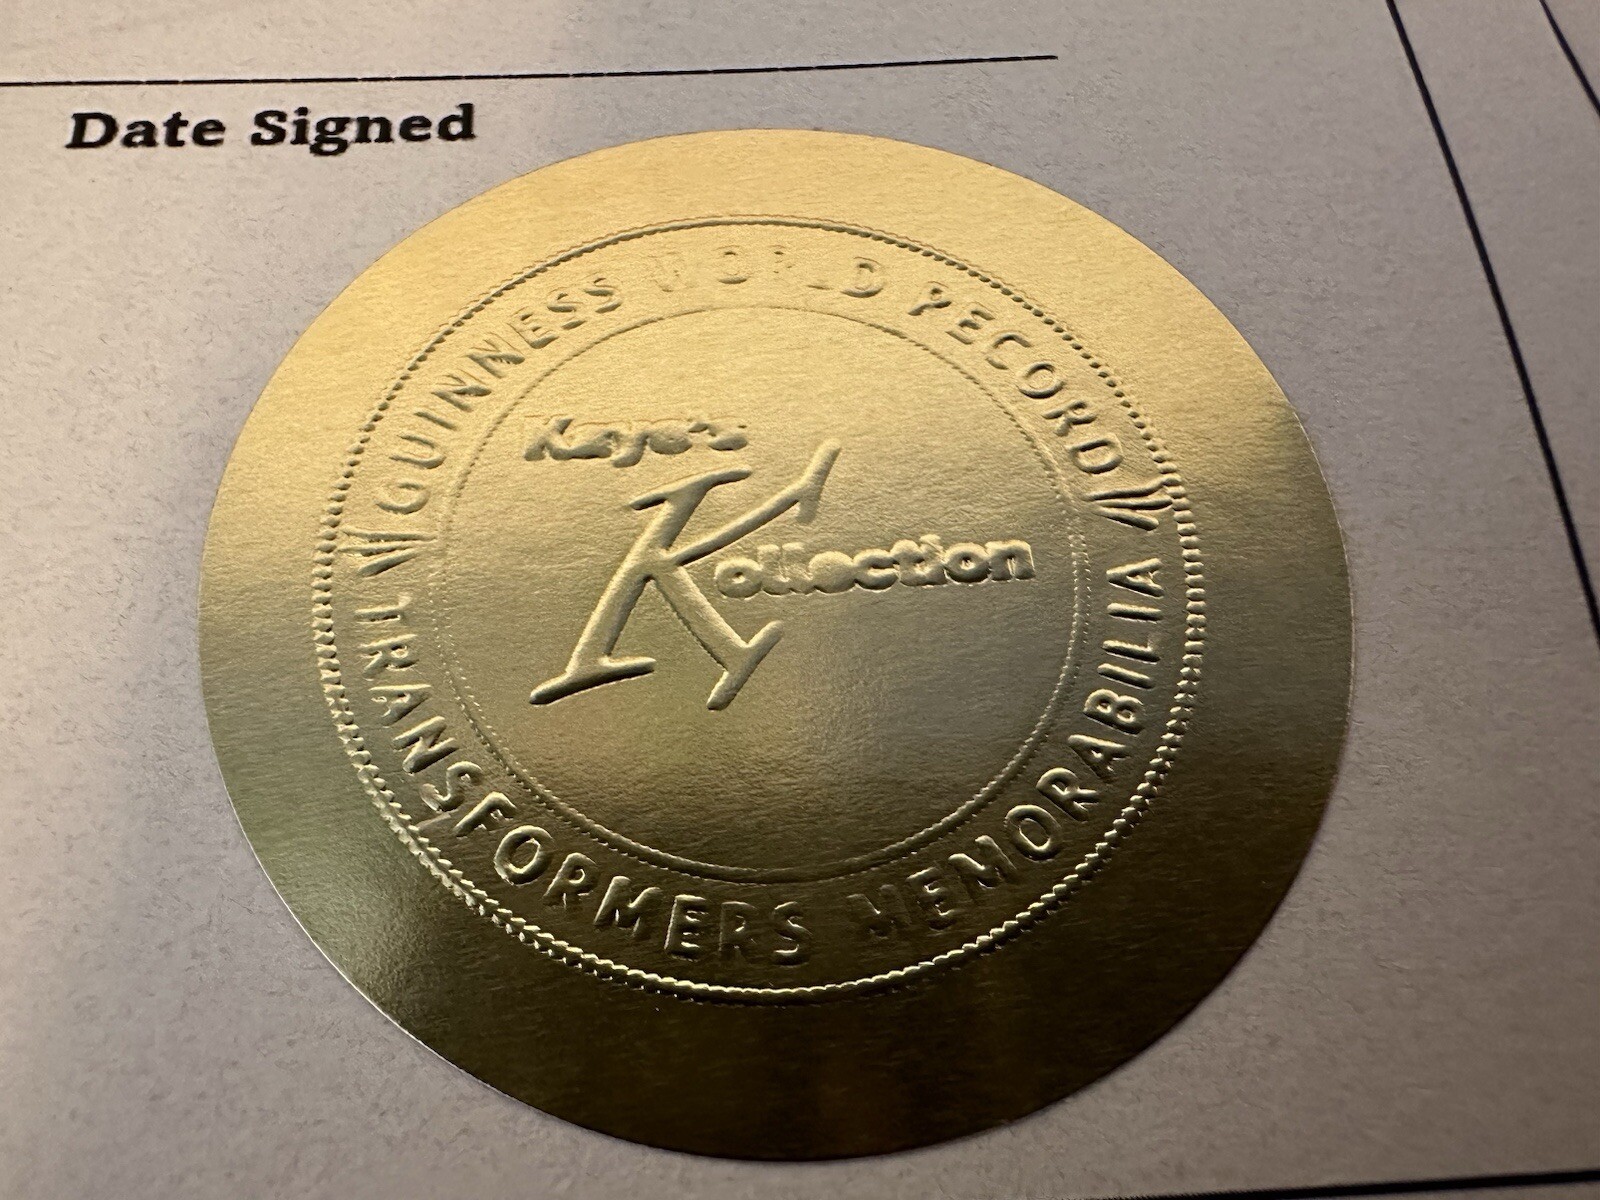 Date Signed
GUINNESS WORLD RECORD
Kaye's
Kollection
TRANSFORMERS MEMORABILIA